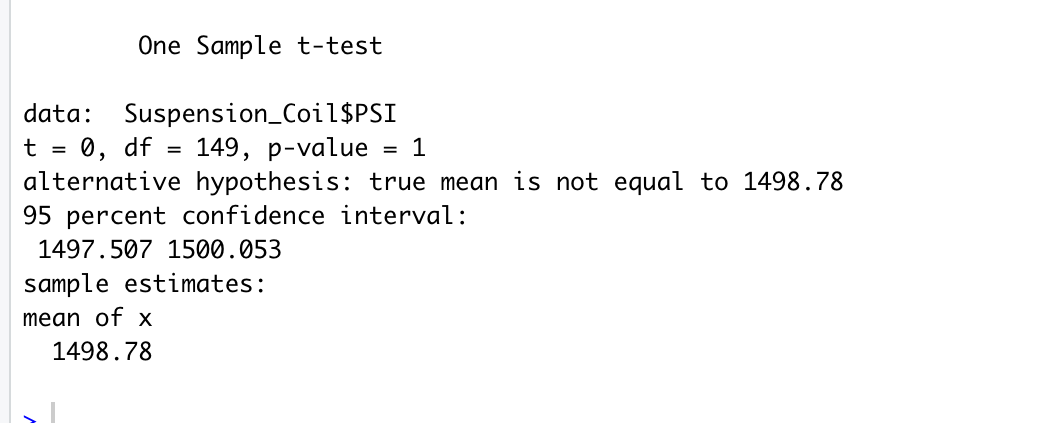 One Sample t-test
data:  Suspension_Coil$PSI
t = 0, df = 149, p-value = 1
alternative hypothesis: true mean is not equal to 1498.78
95 percent confidence interval:
 1497.507 1500.053
sample estimates:
mean of x
  1498.78
>